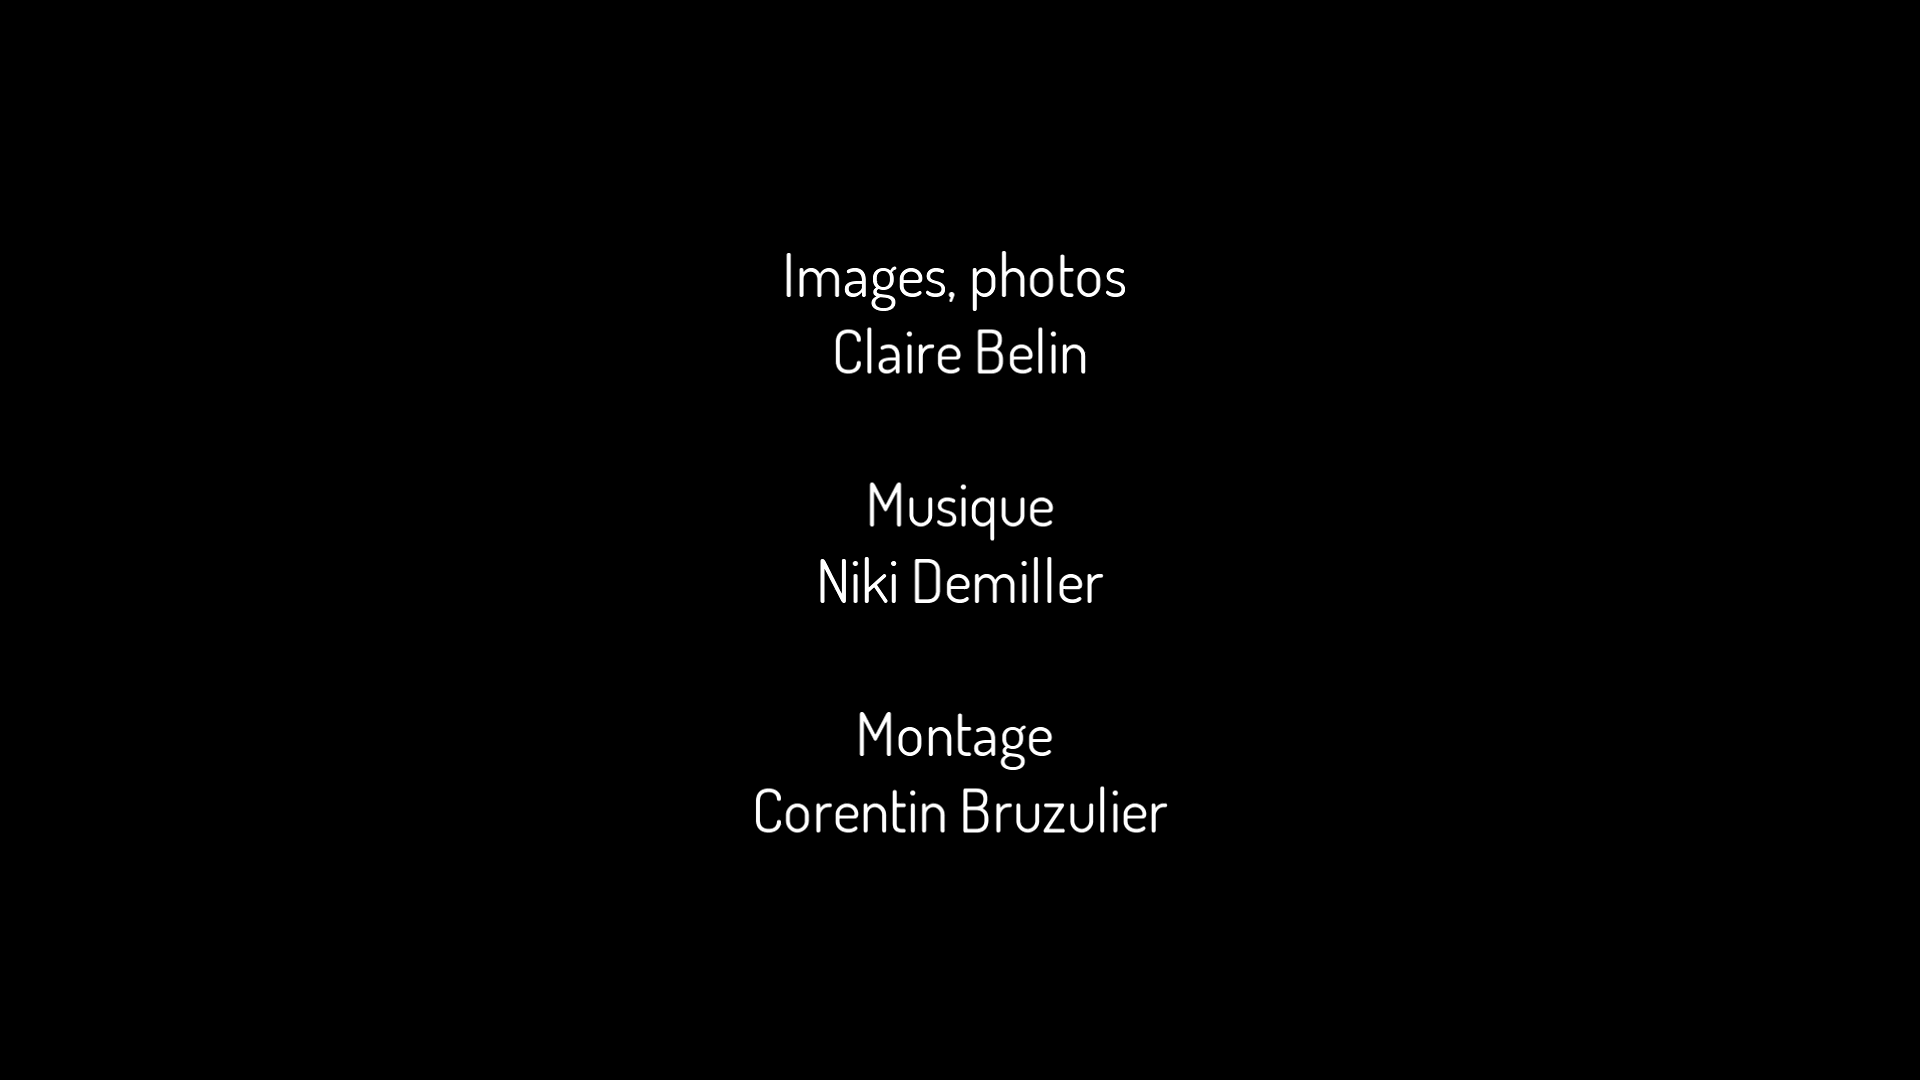 Images, photos
Claire Belin
Musique
Niki Demiller
Montage
Corentin Bruzulier